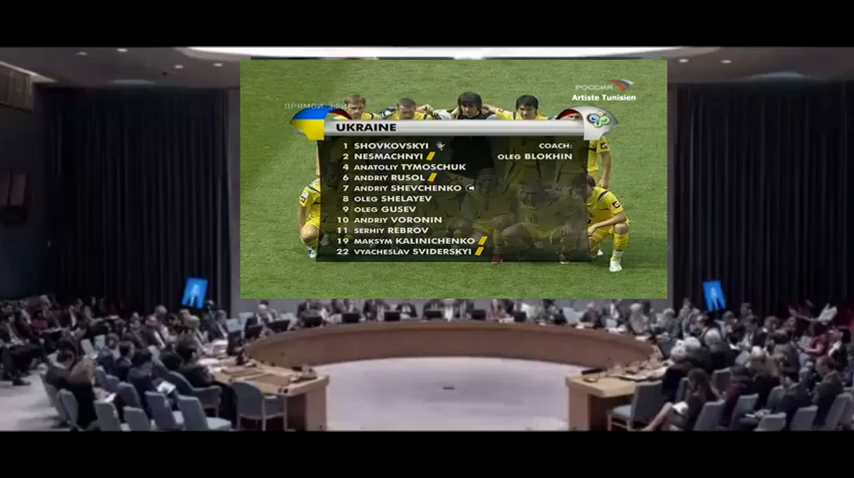 РОССИЯ
Artiste Tunisien
ПРЯМОЙ ЭФИР
UKRAINE
1 SHOVKOVSKYI
COACH:
2 NESMACHNYI
OLEG BLOKHIN
4 ANATOLIY TYMOSCHUK
6 ANDRIY RUSOL
7 ANDRIY SHEVCHENKO
8 OLEG SHELAYEV
9 OLEG GUSEV
10 ANDRIY VORONIN
11 SERHIY REBROV
19 MAKSYM KALINICHENKO
22 VYACHESLAV SVIDERSKYI